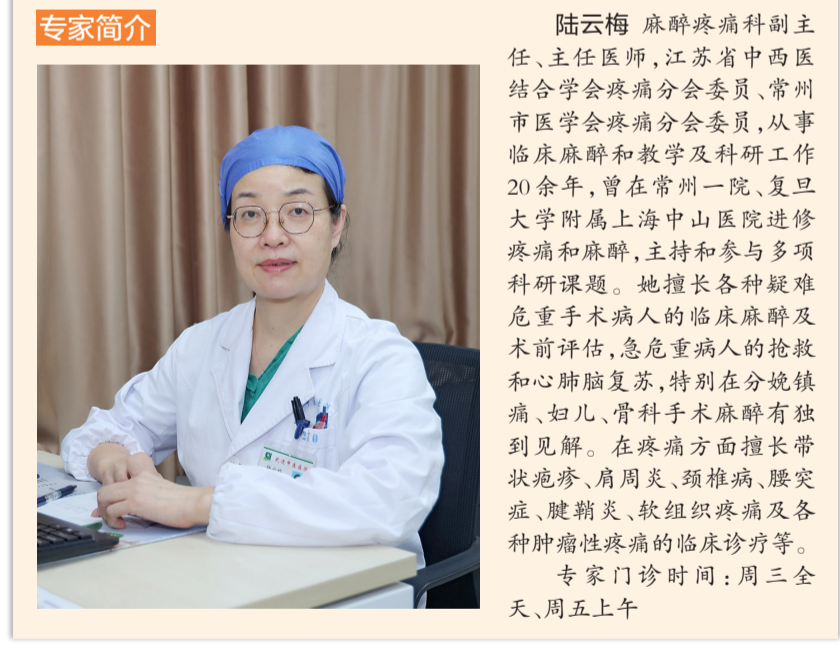 专家简介
陆云梅 麻醉疼痛科副主
任、主任医师，江苏省中西医
结合学会疼痛分会委员、常州
市医学会疼痛分会委员，从事
临床麻醉和教学及科研工作
20余年，曾在常州一院、复旦
大学附属上海中山医院进修
疼痛和麻醉，主持和参与多项
科研课题。她擅长各种疑难
危重手术病人的临床麻醉及
术前评估，急危重病人的抢救
和心肺脑复苏，特别在分娩镇
痛、妇儿、骨科手术麻醉有独
到见解。在疼痛方面擅长带
状疱疹、肩周炎、颈椎病、腰突
症、腱鞘炎、软组织疼痛及各
种肿瘤性疼痛的临床诊疗等。
专家门诊时间：周三全
天、周五上午